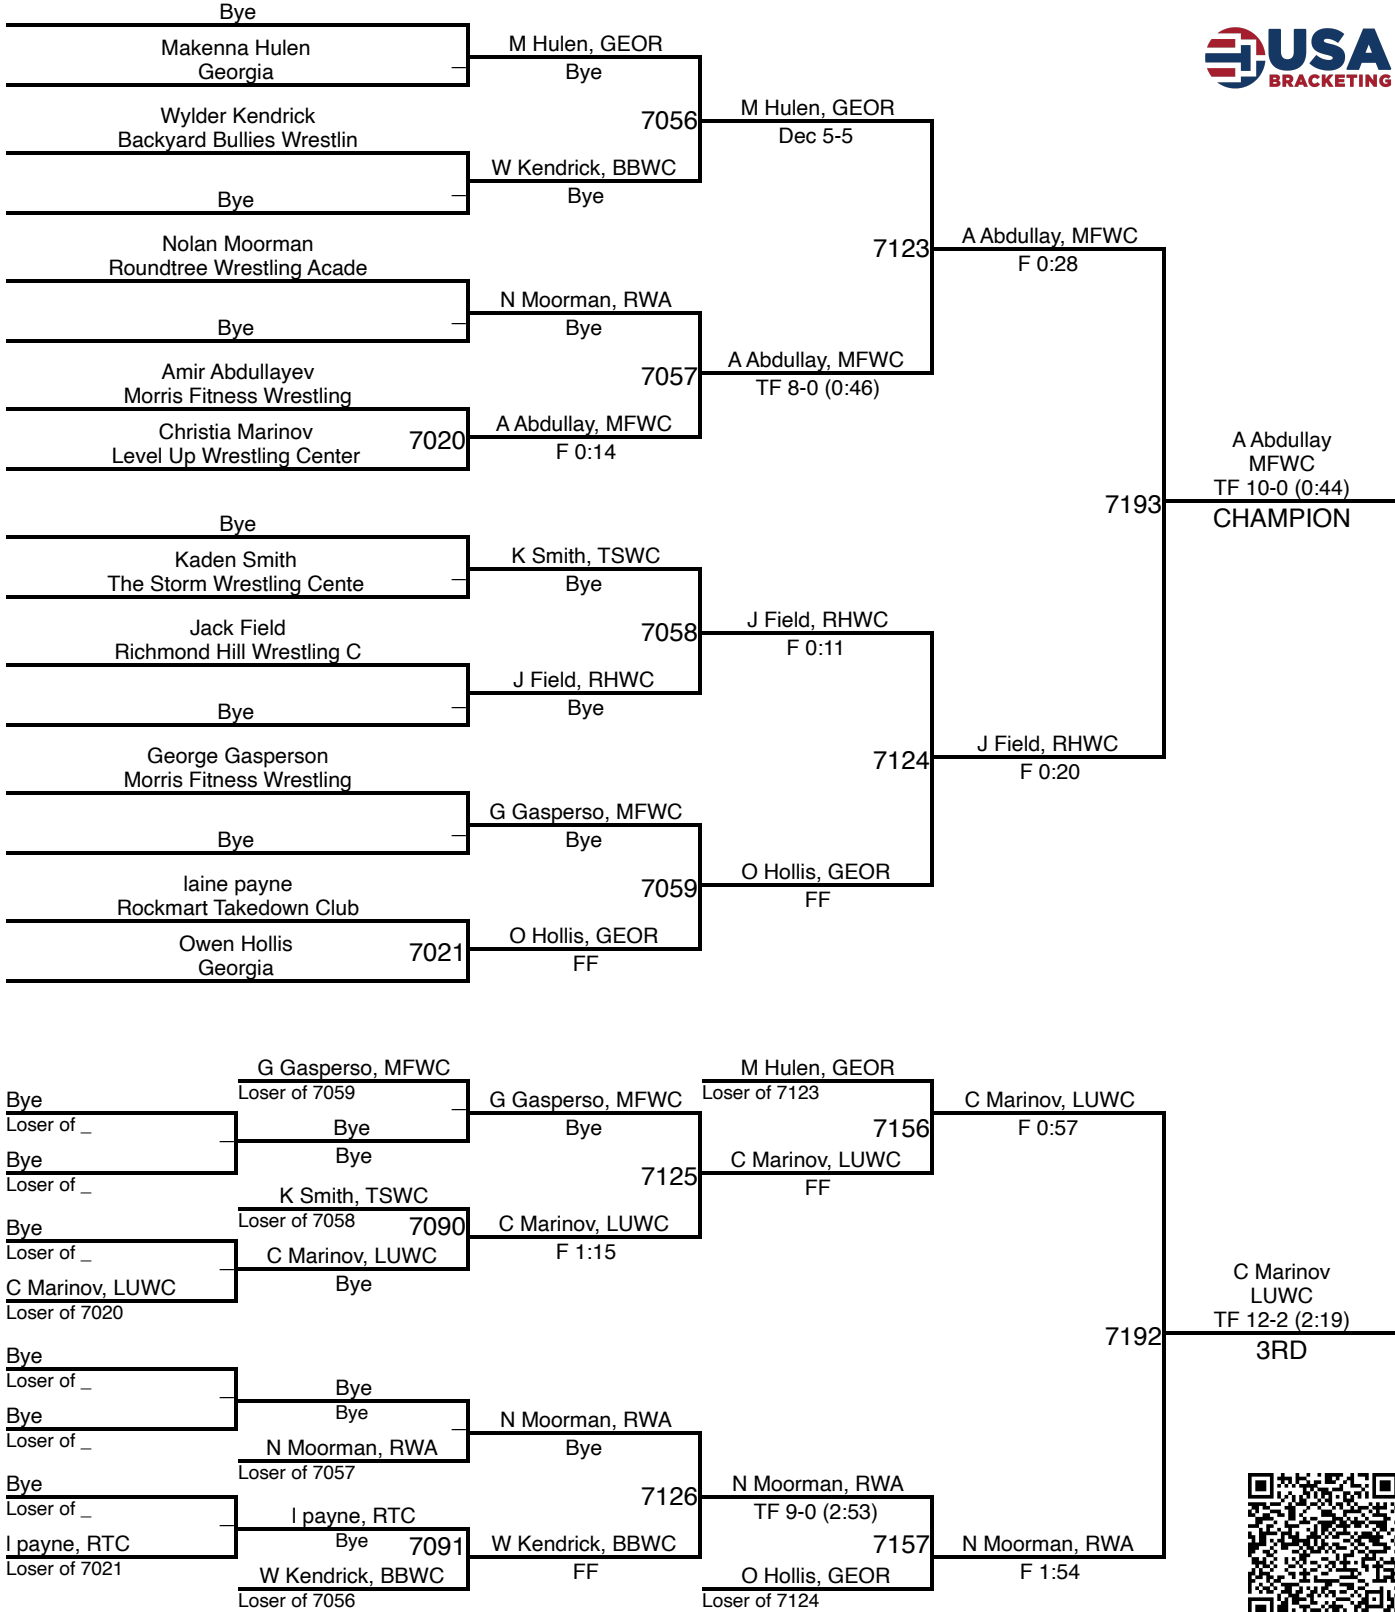 Bye
Makenna Hulen
Georgia
_
M Hulen, GEOR
Bye
USA
BRACKETING
Wylder Kendrick
Backyard Bullies Wrestlin
7056
M Hulen, GEOR
Dec 5-5
W Kendrick, BBWC
Bye
Bye
_
Nolan Moorman
Roundtree Wrestling Acade
7123
A Abdullay, MFWC
F 0:28
N Moorman, RWA
Bye
Bye
_
Amir Abdullayev
Morris Fitness Wrestling
7057
A Abdullay, MFWC
TF 8-0 (0:46)
Christia Marinov
Level Up Wrestling Center
7020
A Abdullay, MFWC
F 0:14
A Abdullay
MFWC
TF 10-0 (0:44)
CHAMPION
7193
Bye
Kaden Smith
The Storm Wrestling Cente
_
K Smith, TSWC
Bye
Jack Field
Richmond Hill Wrestling C
7058
J Field, RHWC
F 0:11
J Field, RHWC
Bye
Bye
_
George Gasperson
Morris Fitness Wrestling
7124
J Field, RHWC
F 0:20
G Gasperso, MFWC
Bye
Bye
_
laine payne
Rockmart Takedown Club
7059
O Hollis, GEOR
FF
Owen Hollis
Georgia
7021
O Hollis, GEOR
FF
G Gasperso, MFWC
Loser of 7059
M Hulen, GEOR
Loser of 7123
Bye
Loser of _
_
G Gasperso, MFWC
Bye
C Marinov, LUWC
F 0:57
_
Bye
Bye
7156
Bye
Loser of _
7125
C Marinov, LUWC
FF
K Smith, TSWC
Loser of 7058
7090
Bye
Loser of _
C Marinov, LUWC
F 1:15
_
C Marinov, LUWC
Bye
C Marinov, LUWC
Loser of 7020
C Marinov
LUWC
TF 12-2 (2:19)
3RD
7192
Bye
Loser of _
_
Bye
Bye
Bye
Loser of _
_
N Moorman, RWA
Bye
N Moorman, RWA
Loser of 7057
Bye
Loser of _
7126
N Moorman, RWA
TF 9-0 (2:53)
_
l payne, RTC
Bye
l payne, RTC
Loser of 7021
7091
W Kendrick, BBWC
FF
7157
N Moorman, RWA
F 1:54
W Kendrick, BBWC
Loser of 7056
O Hollis, GEOR
Loser of 7124